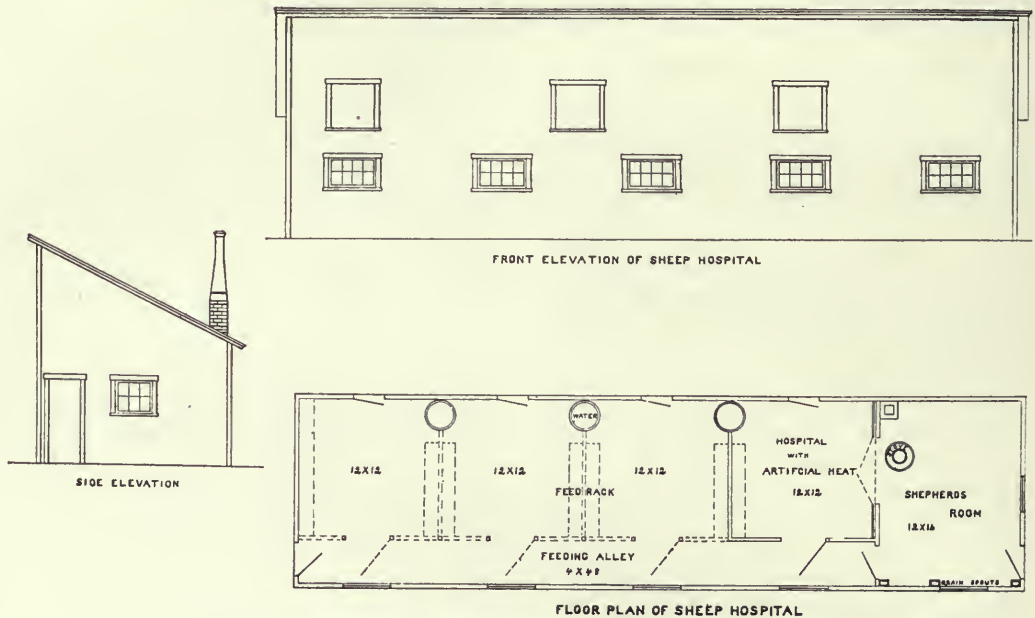 FRONT ELEVATION OF SHEEP HOSPITAL
SIDE ELEVATION
WATER
12X12
12X12
12X12
HOSPITAL
WITH
ARTIFCIAL HEAT
12X12
STOVE
SHEPHERDS
ROOM
12X16
FEED RACK
FEEDING ALLEY
4X48
GRAIN SPOUTS
FLOOR PLAN OF SHEEP HOSPITAL